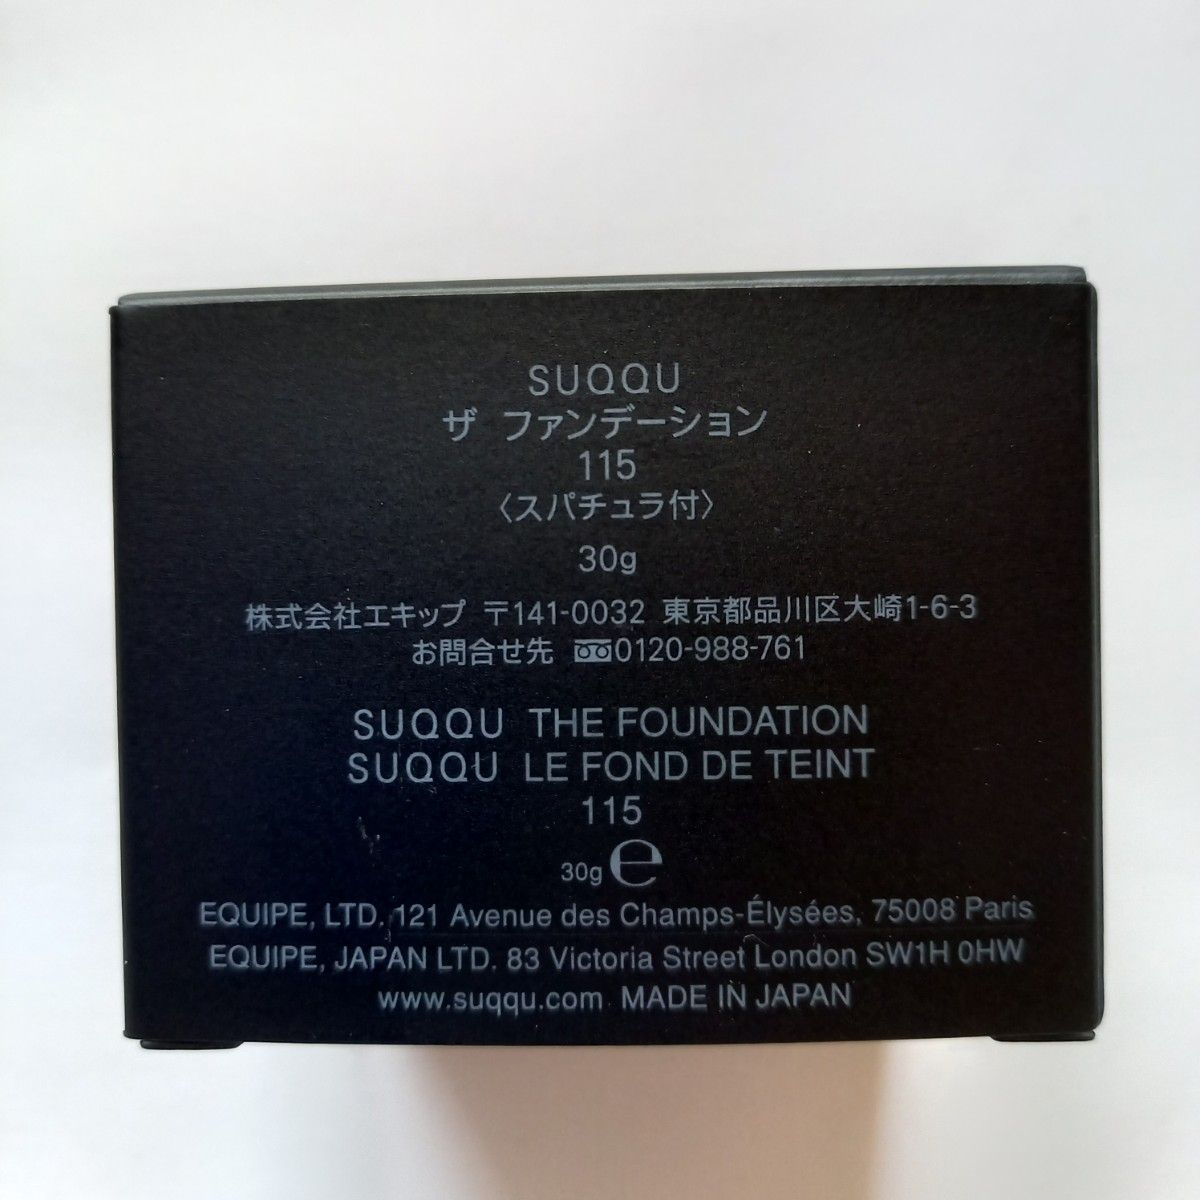 SUQQU
ザ ファンデーション
115
〈スパチュラ付〉
30g
株式会社エキップ 〒141-0032 東京都品川区大崎1-6-3
お問合せ先 0120-988-761
SUQQU THE FOUNDATION
SUQQU LE FOND DE TEINT
115
30g ℮
EQUIPE, LTD. 121 Avenue des Champs-Élysées, 75008 Paris
EQUIPE, JAPAN LTD. 83 Victoria Street London SW1H 0HW
www.suqqu.com MADE IN JAPAN